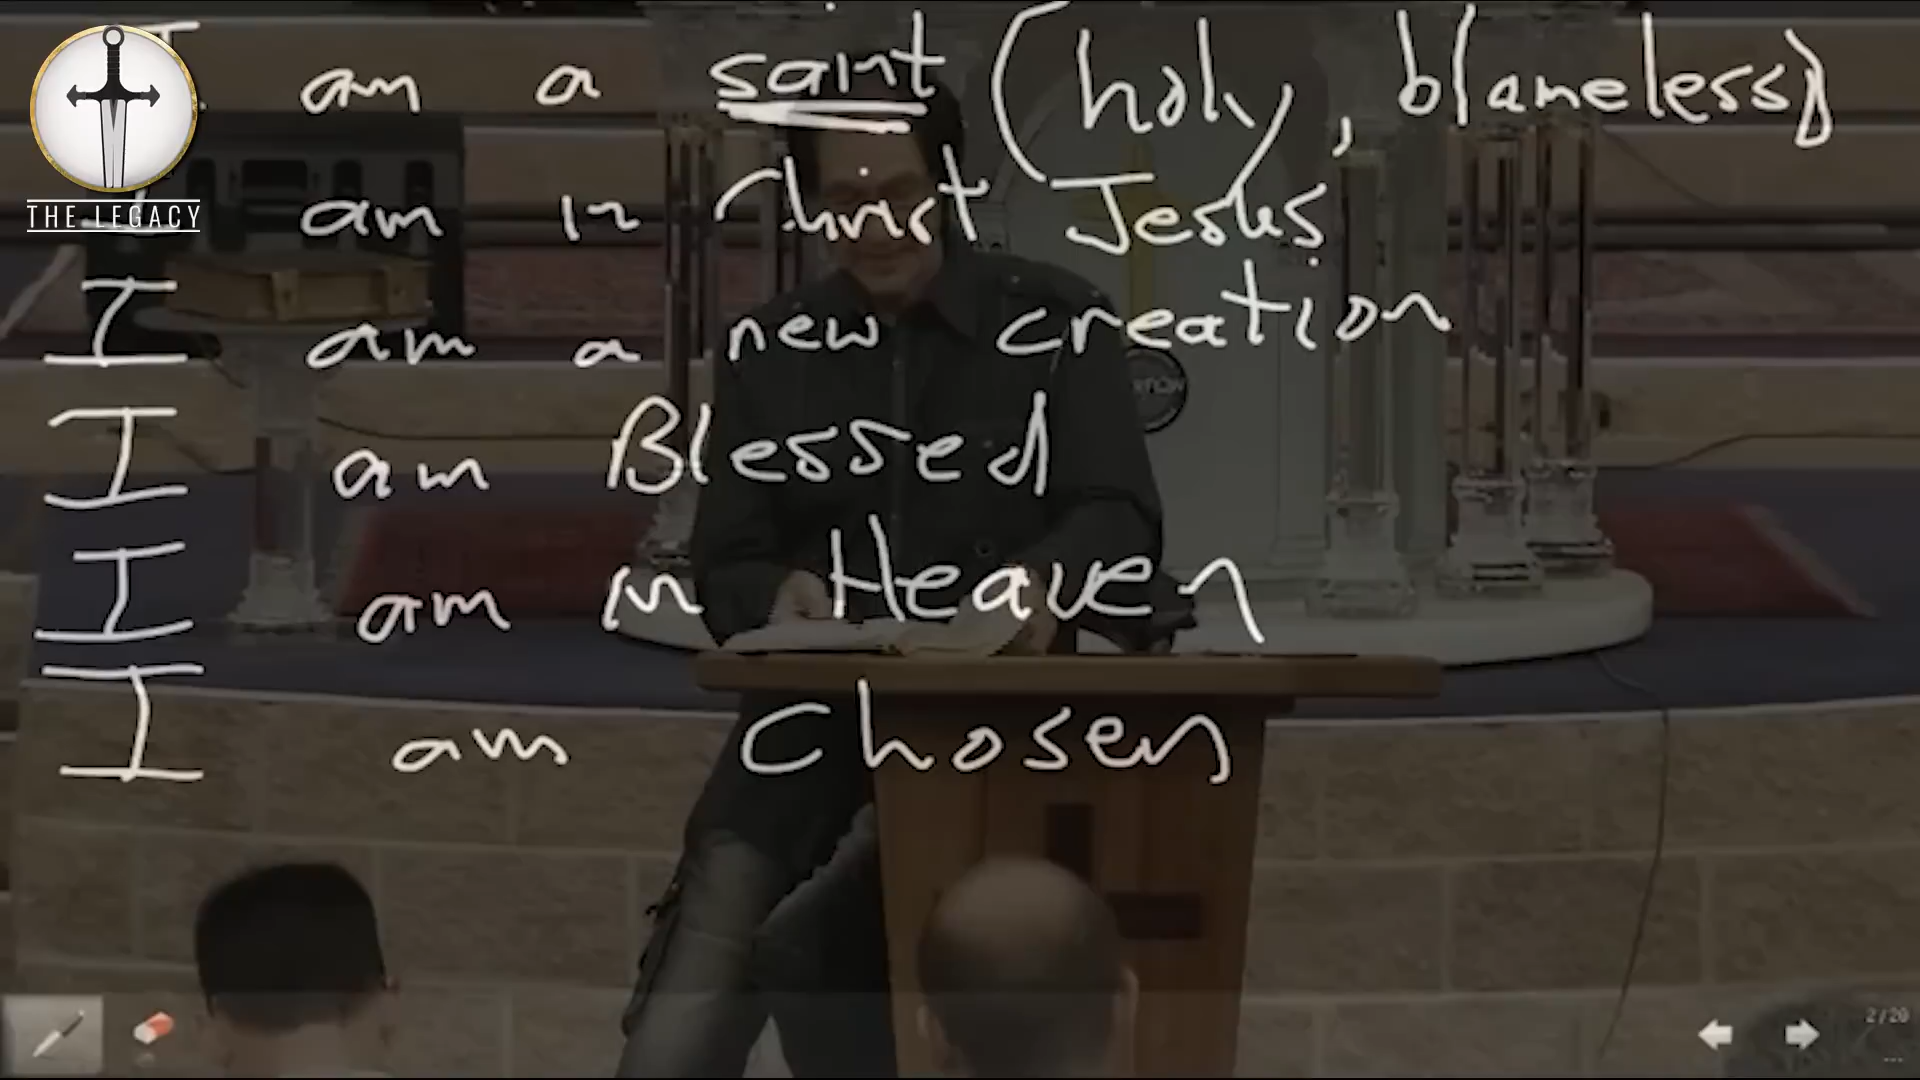 I am a saint (holy, blameless)
THE LEGACY
I am in Christ Jesus
I am a new creation
I am Blessed
I am in Heaven
I am Chosen
2/20